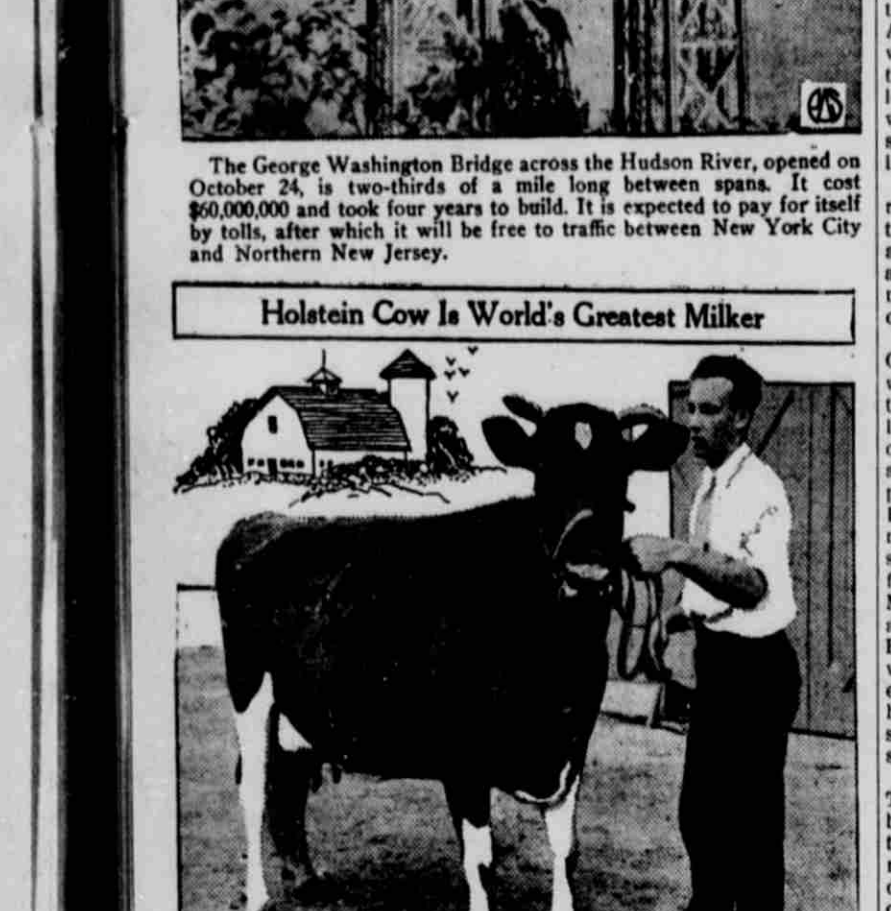 The George Washington Bridge across the Hudson River, opened on
October 24, is two-thirds of a mile long between spans. It cost
$60,000,000 and took four years to build. It is expected to pay for itself
by tolls, after which it will be free to traffic between New York City
and Northern New Jersey.
Holstein Cow Is World's Greatest Milker